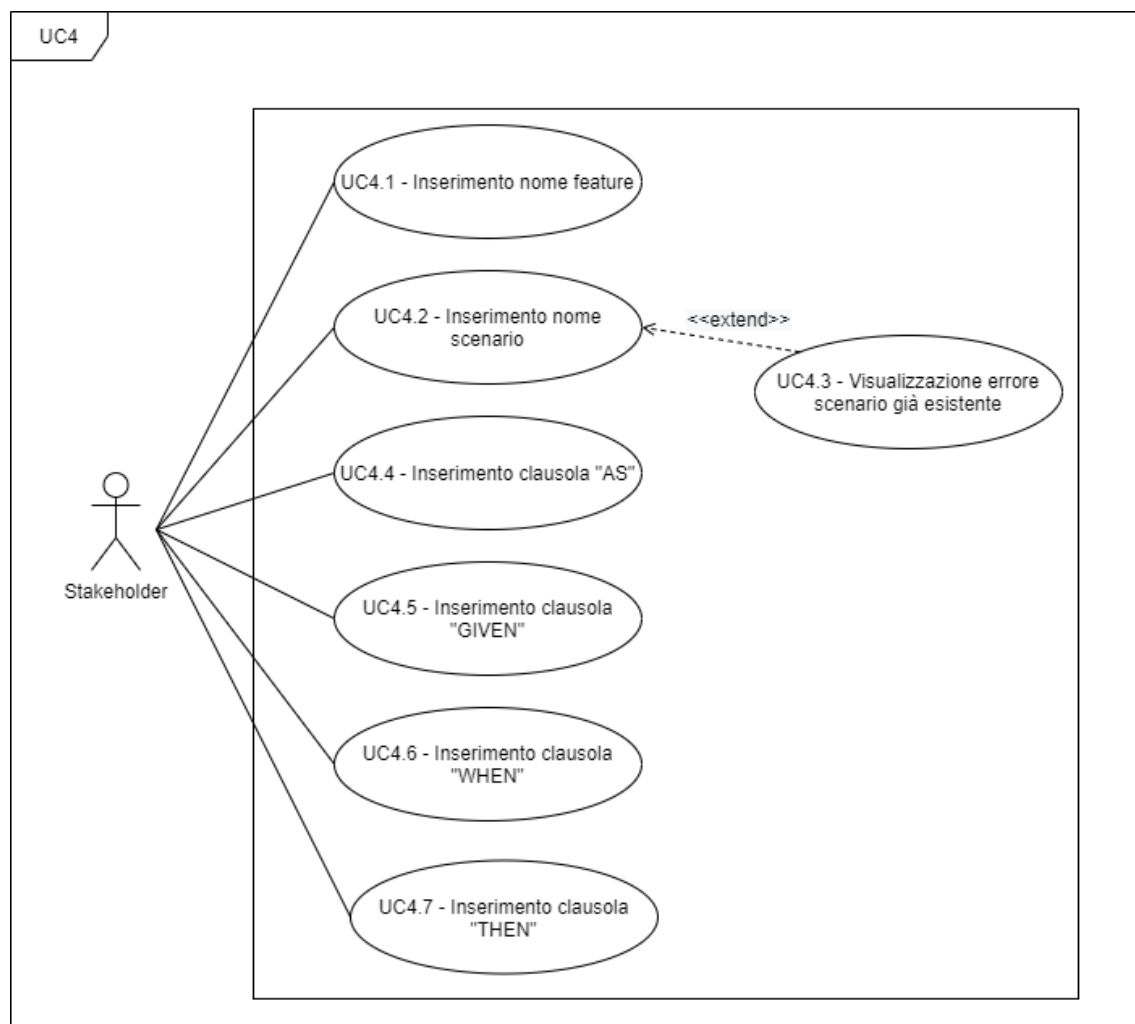 UC4
UC4.1 - Inserimento nome feature
UC4.2 - Inserimento nome
scenario
<<extend>>
UC4.3 - Visualizzazione errore
scenario già esistente
UC4.4 - Inserimento clausola "AS"
Stakeholder
UC4.5 - Inserimento clausola
"GIVEN"
UC4.6 - Inserimento clausola
"WHEN"
UC4.7 - Inserimento clausola
"THEN"